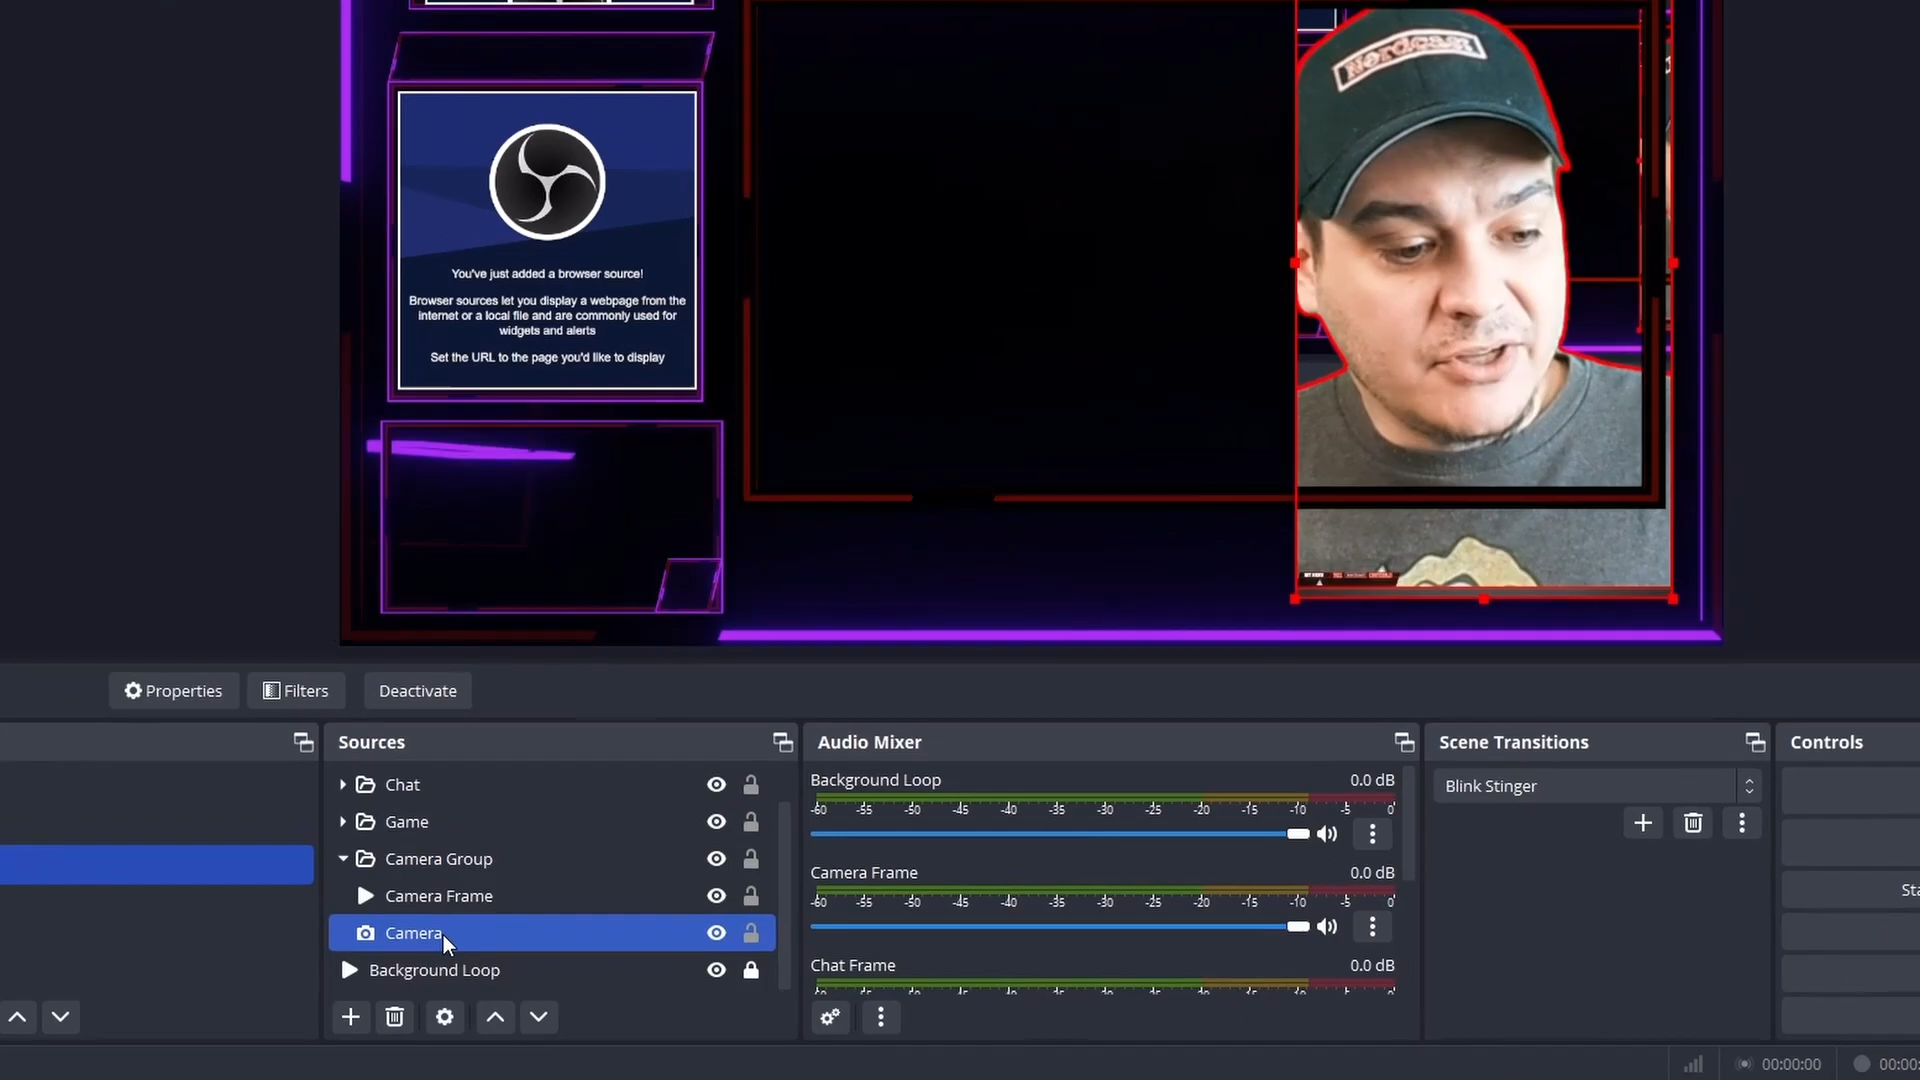 Nerdcast
You've just added a browser source!
Browser sources let you display a webpage from the
internet or a local file and are commonly used for
widgets and alerts
Set the URL to the page you'd like to display
Properties
Filters
Deactivate
Sources
Audio Mixer
Scene Transitions
Controls
Chat
Game
Camera Group
Camera Frame
Camera
Background Loop
Background Loop
0.0 dB
-60 -55 -50 -45 -40 -35 -30 -25 -20 -15 -10 -5 0
Camera Frame
0.0 dB
-60 -55 -50 -45 -40 -35 -30 -25 -20 -15 -10 -5 0
Chat Frame
0.0 dB
Blink Stinger
Sta
00:00:00
00:00: